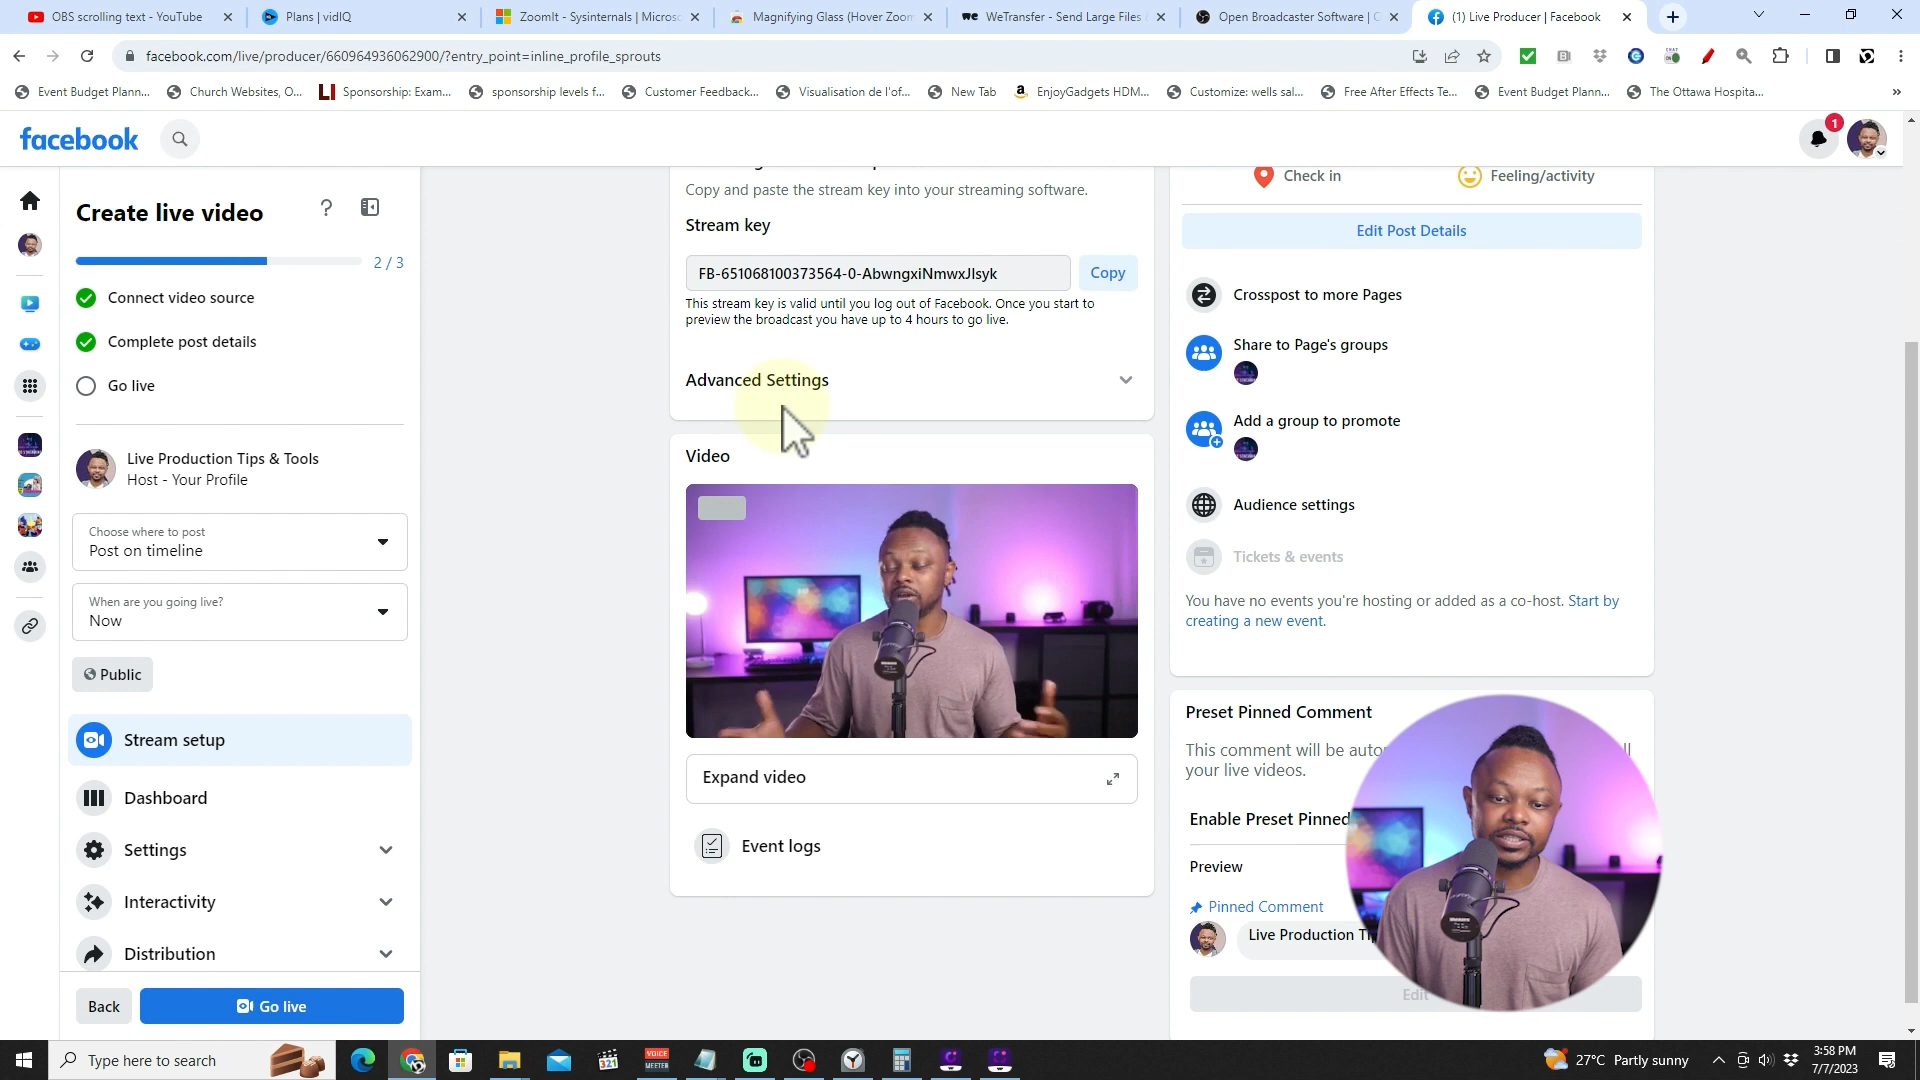 OBS scrolling text - YouTube
Plans | vidIQ
ZoomIt - Sysinternals | Micros
Magnifying Glass (Hover Zoom
WeTransfer - Send Large Files
Open Broadcaster Software | O
(1) Live Producer | Facebook
facebook.com/live/producer/660964936062900/?entry_point=inline_profile_sprouts
Event Budget Plann...
Church Websites, O...
Sponsorship: Exam...
sponsorship levels f...
Customer Feedback...
Visualisation de l'of...
New Tab
EnjoyGadgets HDM...
Customize: wells sal...
Free After Effects Te...
Event Budget Plann...
The Ottawa Hospita...
facebook
1
Create live video
2 / 3
Connect video source
Complete post details
Go live
Live Production Tips & Tools
Host - Your Profile
Choose where to post
Post on timeline
When are you going live?
Now
Public
Stream setup
Dashboard
Settings
Interactivity
Distribution
Back
Go live
Copy and paste the stream key into your streaming software.
Stream key
FB-651068100373564-0-AbwngxiNmwxJlsyk
Copy
This stream key is valid until you log out of Facebook. Once you start to
preview the broadcast you have up to 4 hours to go live.
Advanced Settings
Video
Expand video
Event logs
Check in
Feeling/activity
Edit Post Details
Crosspost to more Pages
Share to Page's groups
Add a group to promote
Audience settings
Tickets & events
You have no events you're hosting or added as a co-host. Start by
creating a new event.
Preset Pinned Comment
This comment will be auto
your live videos.
Enable Preset Pinned
Preview
Pinned Comment
Live Production
Edit
Type here to search
27°C Partly sunny
3:58 PM
7/7/2023